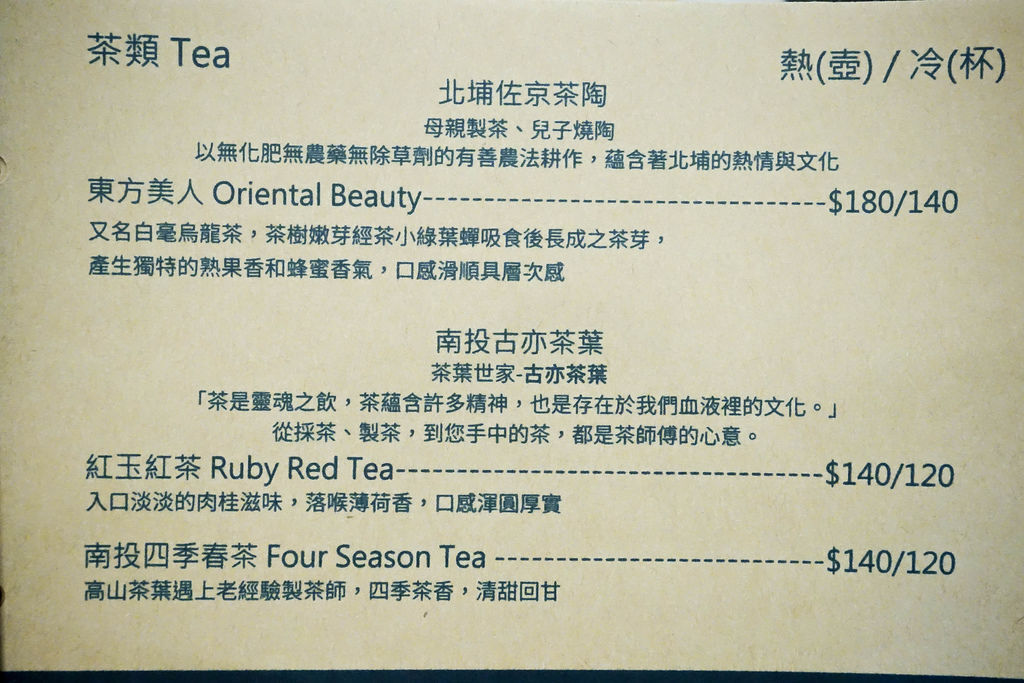 茶類 Tea
熱(壺) / 冷(杯)
北埔佐京茶陶
母親製茶、兒子燒陶
以無化肥無農藥無除草劑的有善農法耕作，蘊含著北埔的熱情與文化
東方美人 Oriental Beauty--------------------------------$180/140
又名白毫烏龍茶，茶樹嫩芽經茶小綠葉蟬吸食後長成之茶芽，
產生獨特的熟果香和蜂蜜香氣，口感滑順具層次感
南投古亦茶葉
茶葉世家-古亦茶葉
「茶是靈魂之飲，茶蘊含許多精神，也是存在於我們血液裡的文化。」
從採茶、製茶，到您手中的茶，都是茶師傅的心意。
紅玉紅茶 Ruby Red Tea----------------------------------$140/120
入口淡淡的肉桂滋味，落喉薄荷香，口感渾圓厚實
南投四季春茶 Four Season Tea --------------------------$140/120
高山茶葉遇上老經驗製茶師，四季茶香，清甜回甘